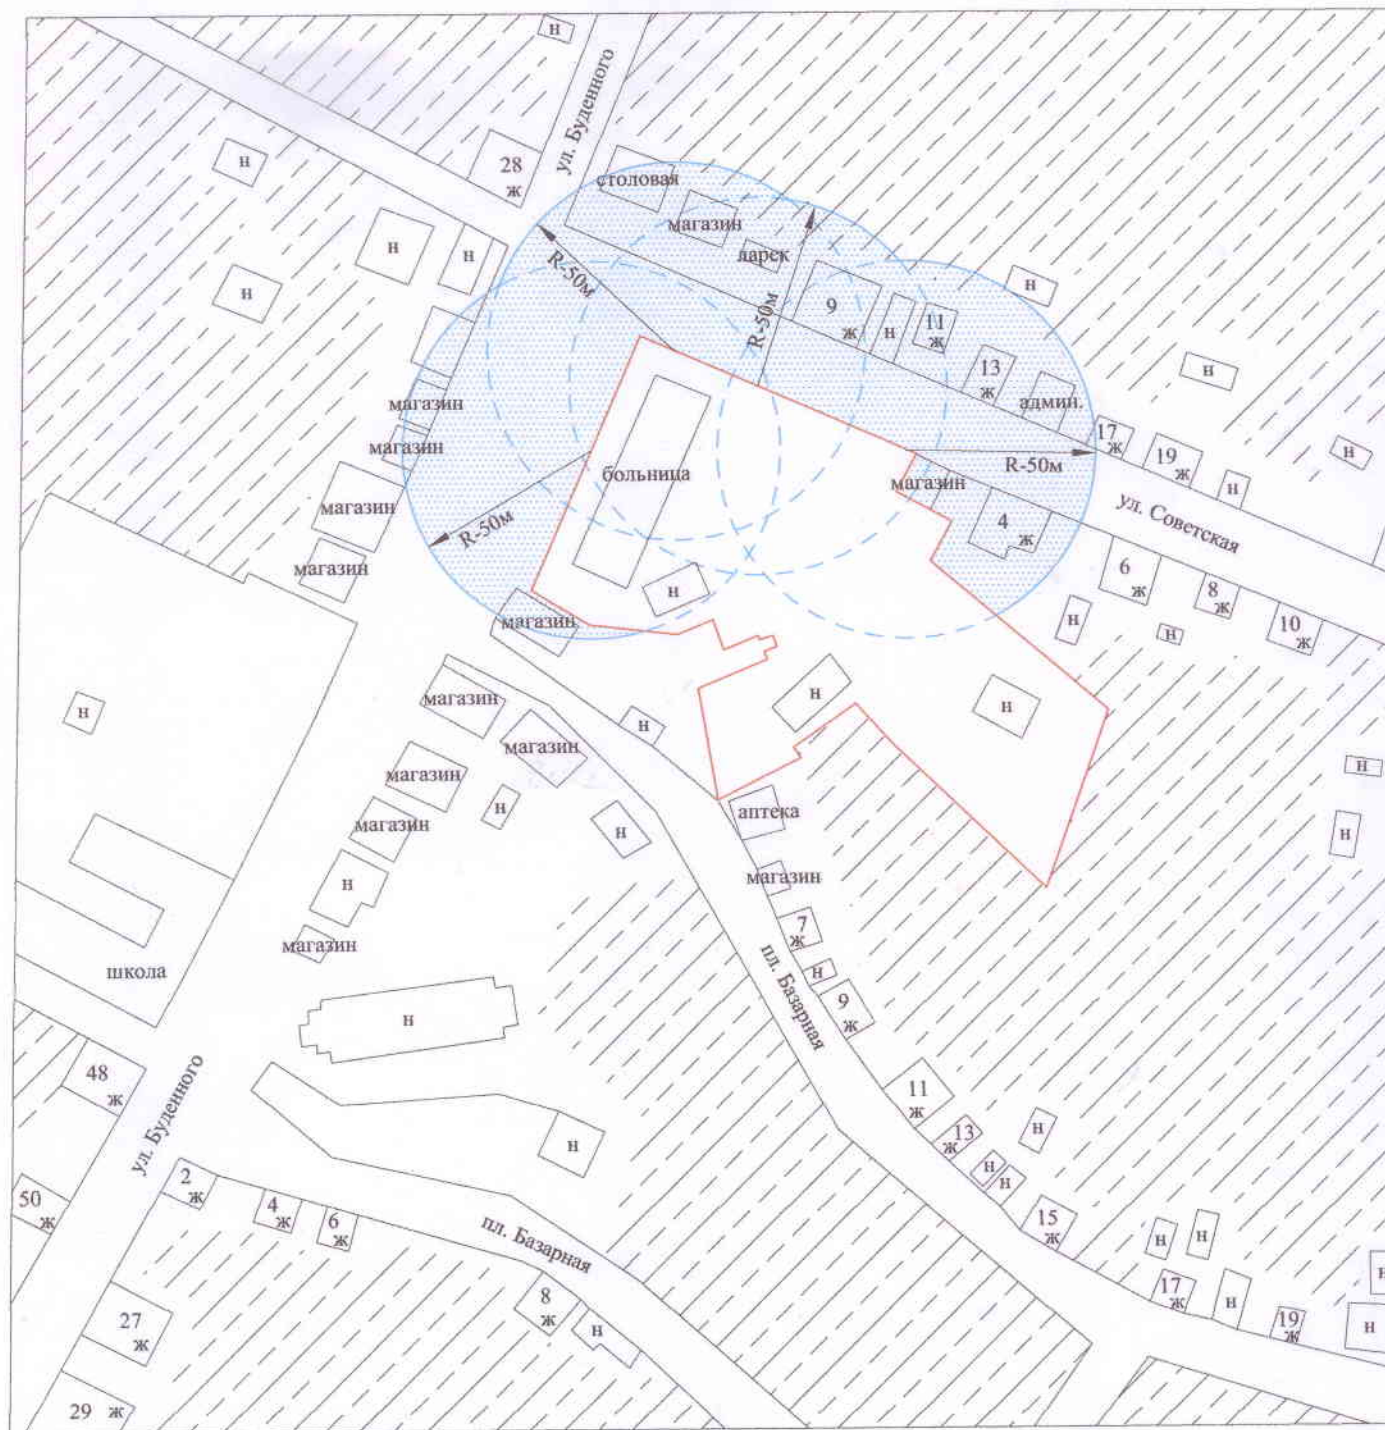 н
ул. Буденного
28
ж
н
столовая
магазин
ларек
н
н
н
R-50м
R-50м
9
ж
н
11
ж
н
13
ж
админ.
н
н
магазин
магазин
17
ж
19
ж
н
R-50м
магазин
больница
R-50м
магазин
4
ж
ул. Советская
магазин
6
ж
8
ж
10
ж
н
н
н
магазин
н
н
н
магазин
н
магазин
магазин
н
н
аптека
магазин
н
н
н
магазин
7
ж
н
магазин
школа
н
9
ж
пл. Базарная
48
ж
ул. Буденного
11
ж
13
ж
н
н
н
н
50
ж
2
ж
4
ж
6
ж
пл. Базарная
15
ж
н
н
17
ж
н
19
ж
н
н
8
ж
н
27
ж
29 ж